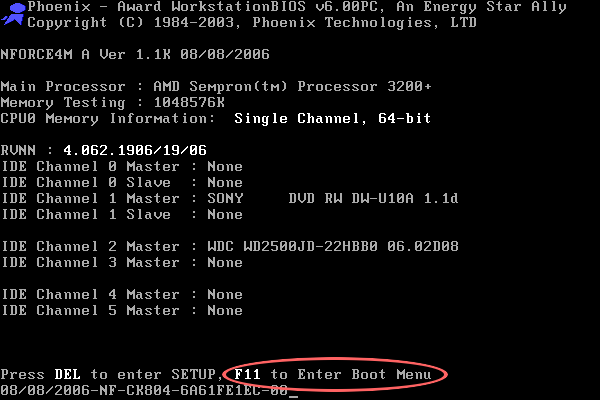 Phoenix - Award WorkstationBIOS v6.00PC, An Energy Star Ally
Copyright (C) 1984-2003, Phoenix Technologies, LTD
NFORCE4M A Ver 1.1K 08/08/2006
Main Processor : AMD Sempron(tm) Processor 3200+
Memory Testing : 1048576K
CPU0 Memory Information: Single Channel, 64-bit
RVNN : 4.062.1906/19/06
IDE Channel 0 Master : None
IDE Channel 0 Slave : None
IDE Channel 1 Master : SONY DVD RW DW-U10A 1.1d
IDE Channel 1 Slave : None
IDE Channel 2 Master : WDC WD2500JD-22HBB0 06.02D08
IDE Channel 3 Master : None
IDE Channel 4 Master : None
IDE Channel 5 Master : None
Press DEL to enter SETUP, F11 to Enter Boot Menu
08/08/2006-NF-CK804-6A61FE1EC-00_